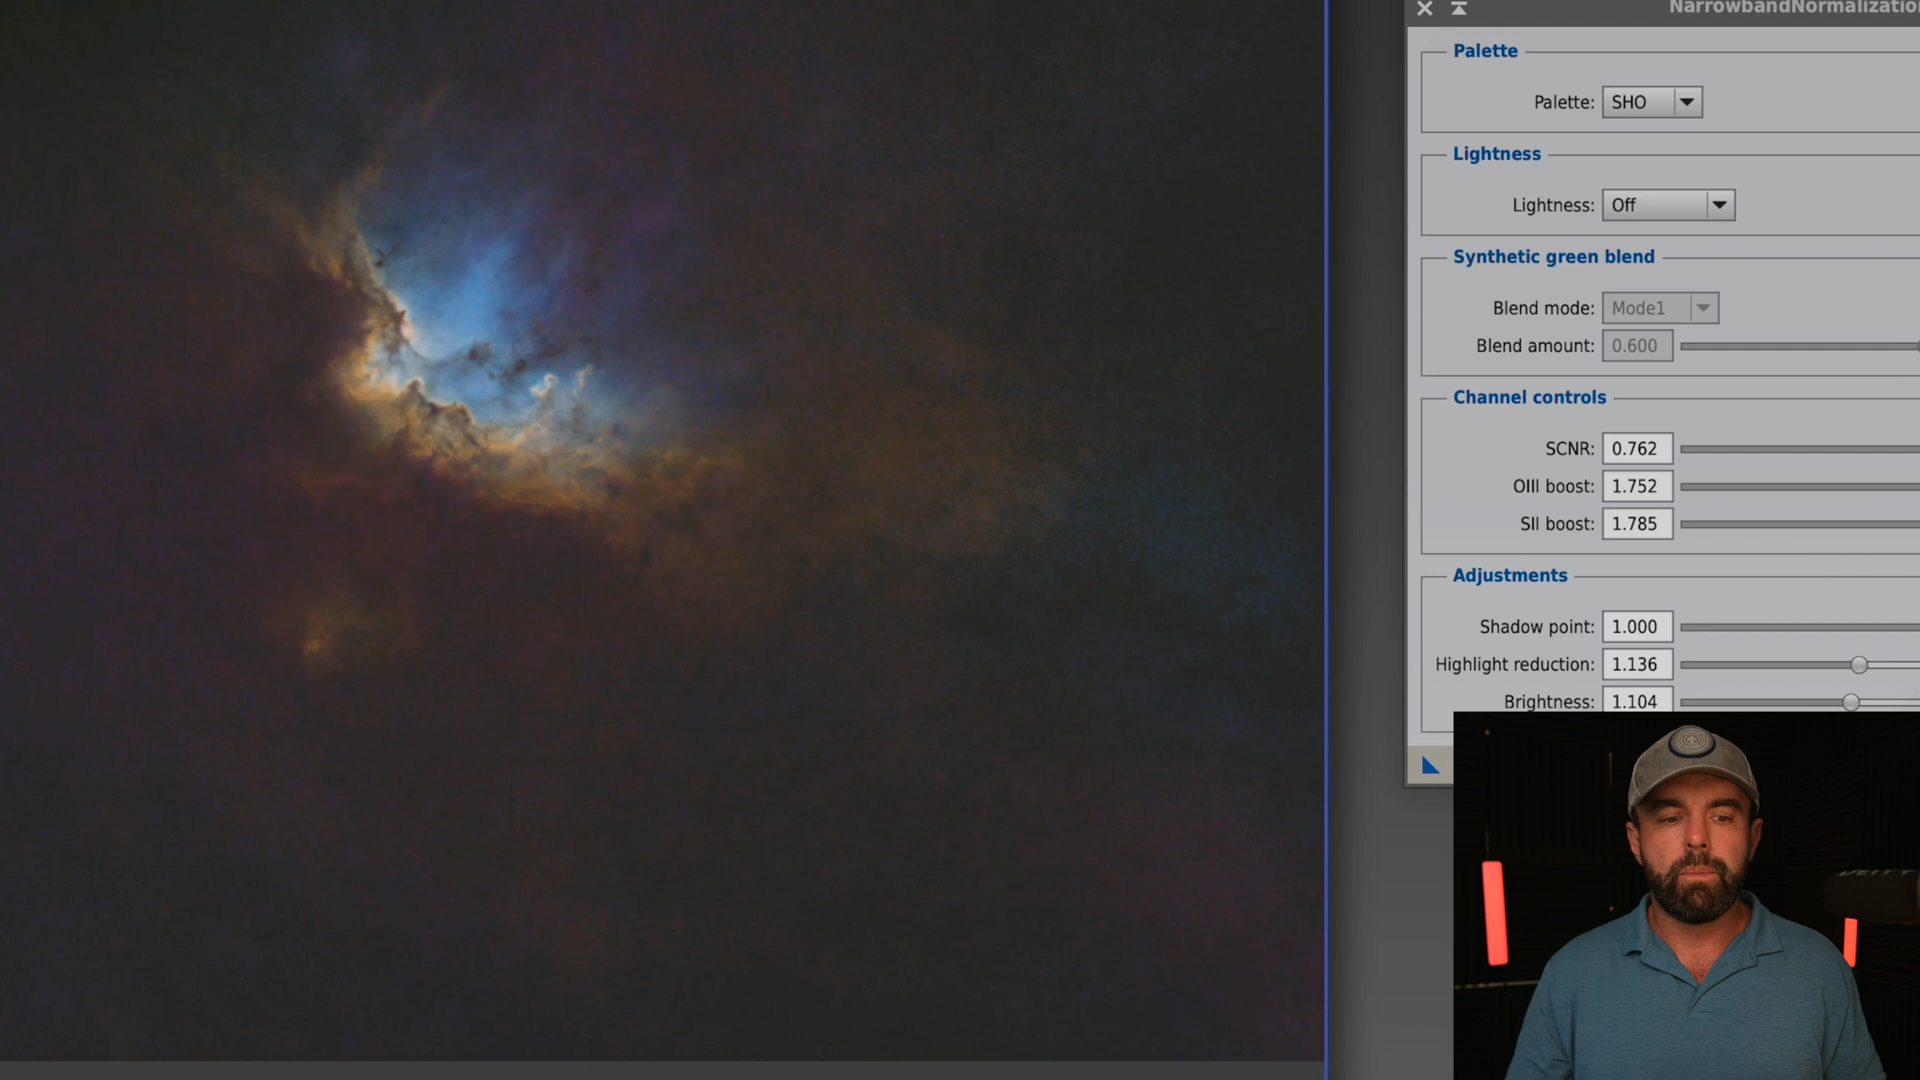 NarrowbandNormalizatio
Palette
Palette: SHO
Lightness
Lightness: Off
Synthetic green blend
Blend mode: Mode1
Blend amount: 0.600
Channel controls
SCNR: 0.762
OIII boost: 1.752
SII boost: 1.785
Adjustments
Shadow point: 1.000
Highlight reduction: 1.136
Brightness: 1.104
DEITY